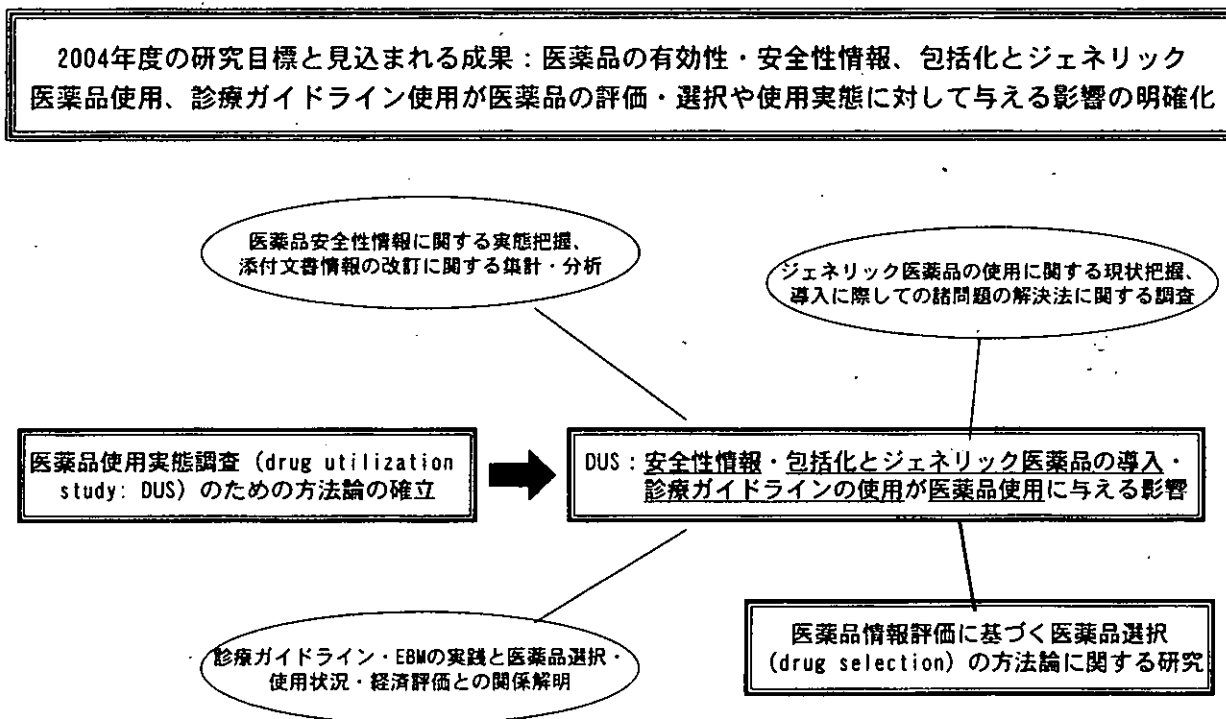 2004年度の研究目標と見込まれる成果：医薬品の有効性・安全性情報、包括化とジェネリック
医薬品使用、診療ガイドライン使用が医薬品の評価・選択や使用実態に対して与える影響の明確化
医薬品安全性情報に関する実態把握、
添付文書情報の改訂に関する集計・分析
ジェネリック医薬品の使用に関する現状把握、
導入に際しての諸問題の解決法に関する調査
医薬品使用実態調査（drug utilization
study: DUS）のための方法論の確立
DUS：安全性情報・包括化とジェネリック医薬品の導入・
診療ガイドラインの使用が医薬品使用に与える影響
診療ガイドライン・EBMの実践と医薬品選択・
使用状況・経済評価との関係解明
医薬品情報評価に基づく医薬品選択
（drug selection）の方法論に関する研究